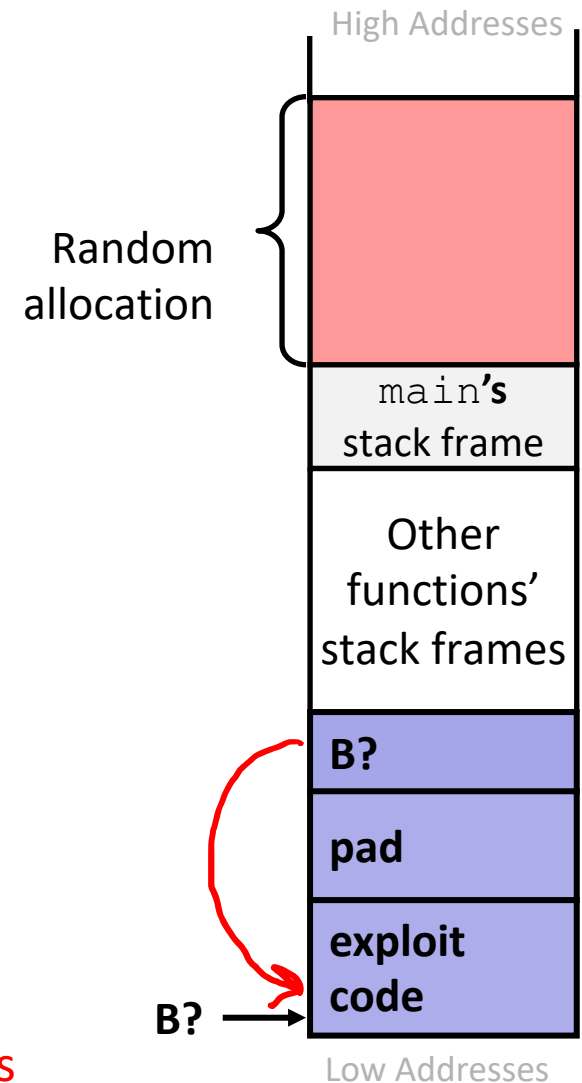 High Addresses
Random
allocation
main's
stack frame
Other
functions’
stack frames
B?
pad
exploit
code
B?
s
Low Addresses